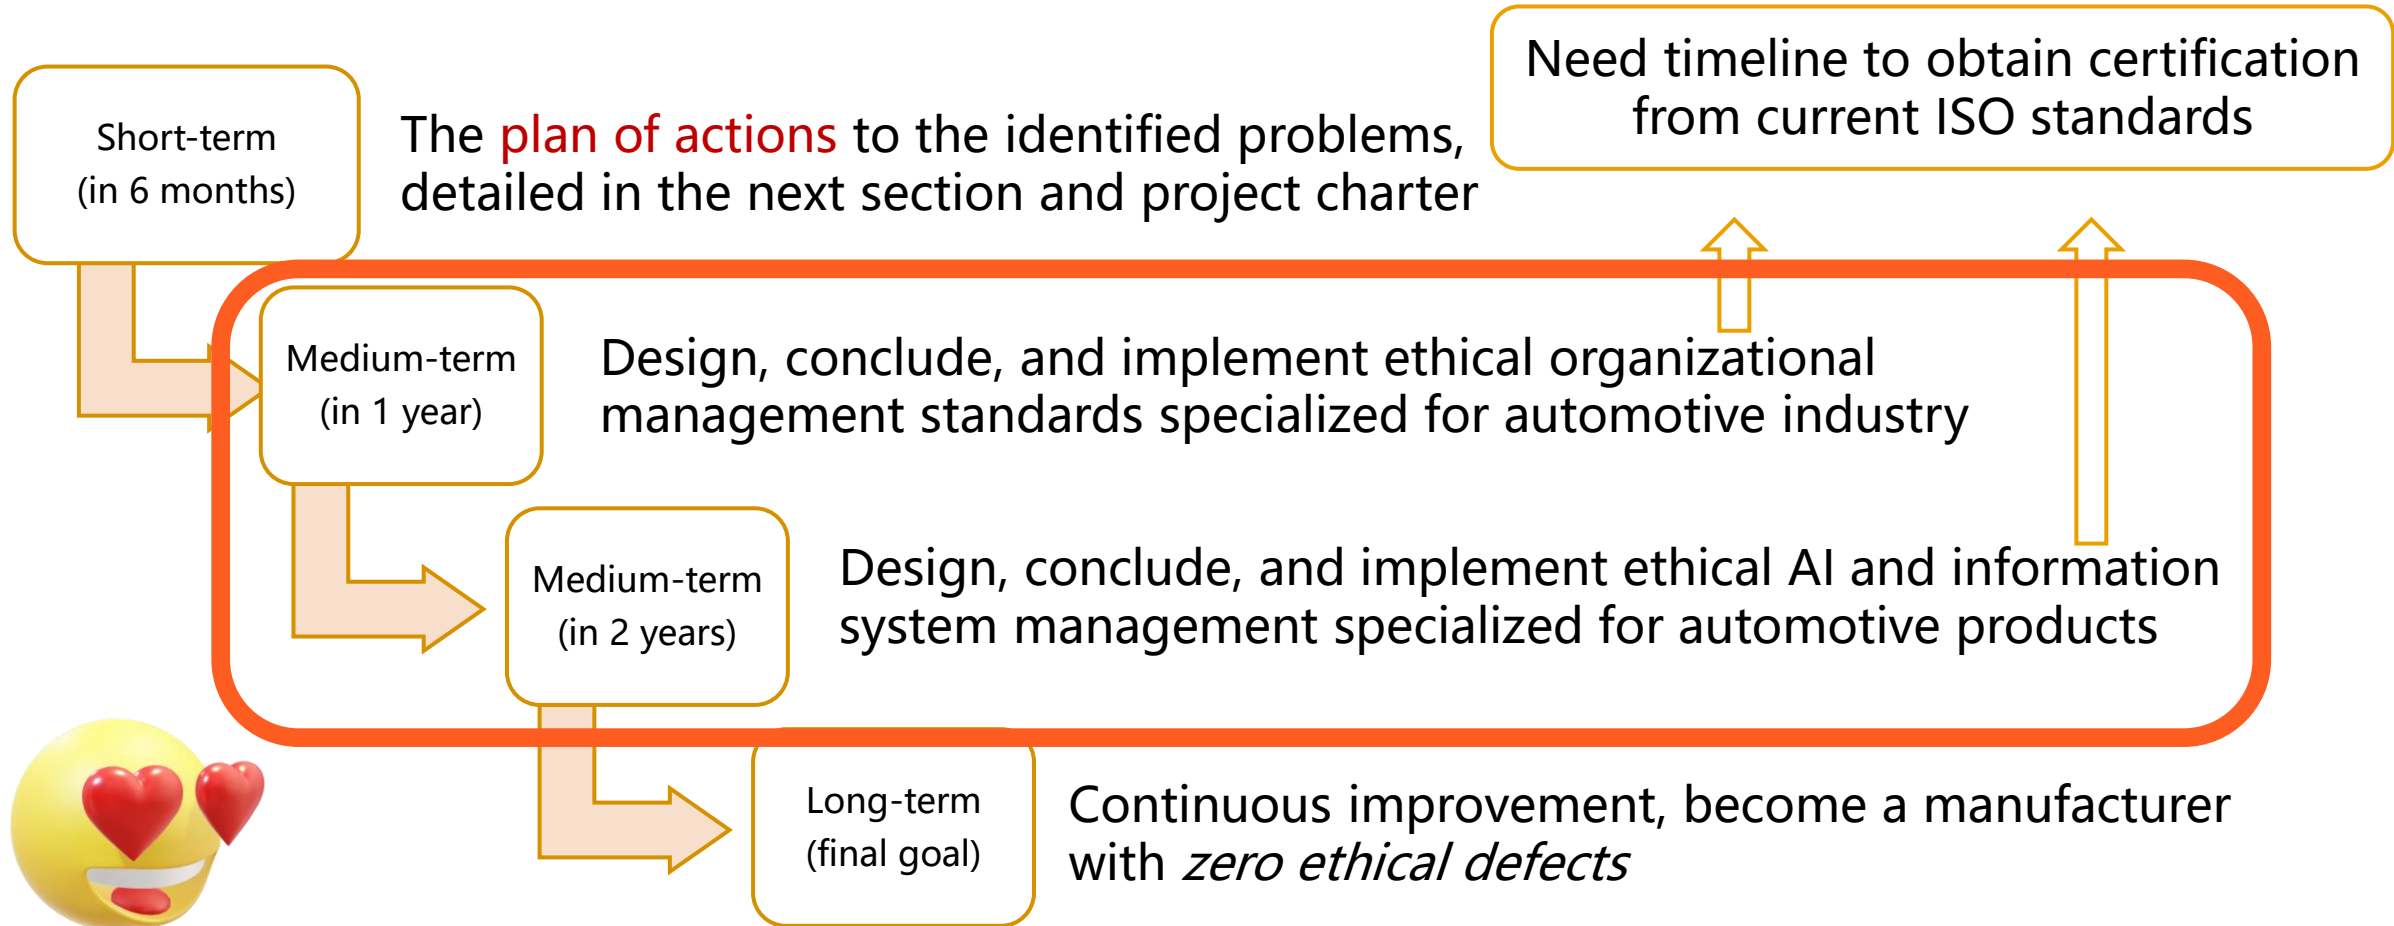 Need timeline to obtain certification
from current ISO standards
Short-term
(in 6 months)
The plan of actions to the identified problems,
detailed in the next section and project charter
Medium-term
(in 1 year)
Design, conclude, and implement ethical organizational
management standards specialized for automotive industry
Medium-term
(in 2 years)
Design, conclude, and implement ethical AI and information
system management specialized for automotive products
Long-term
(final goal)
Continuous improvement, become a manufacturer
with zero ethical defects